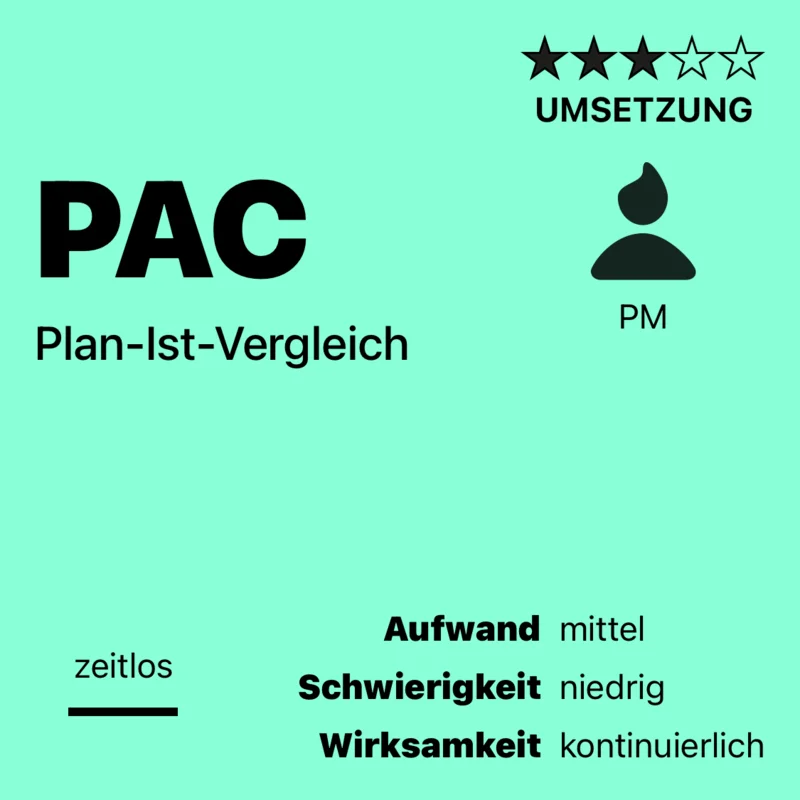 ★★★☆☆
UMSETZUNG
PAC
Plan-Ist-Vergleich
PM
zeitlos
Aufwand mittel
Schwierigkeit niedrig
Wirksamkeit kontinuierlich